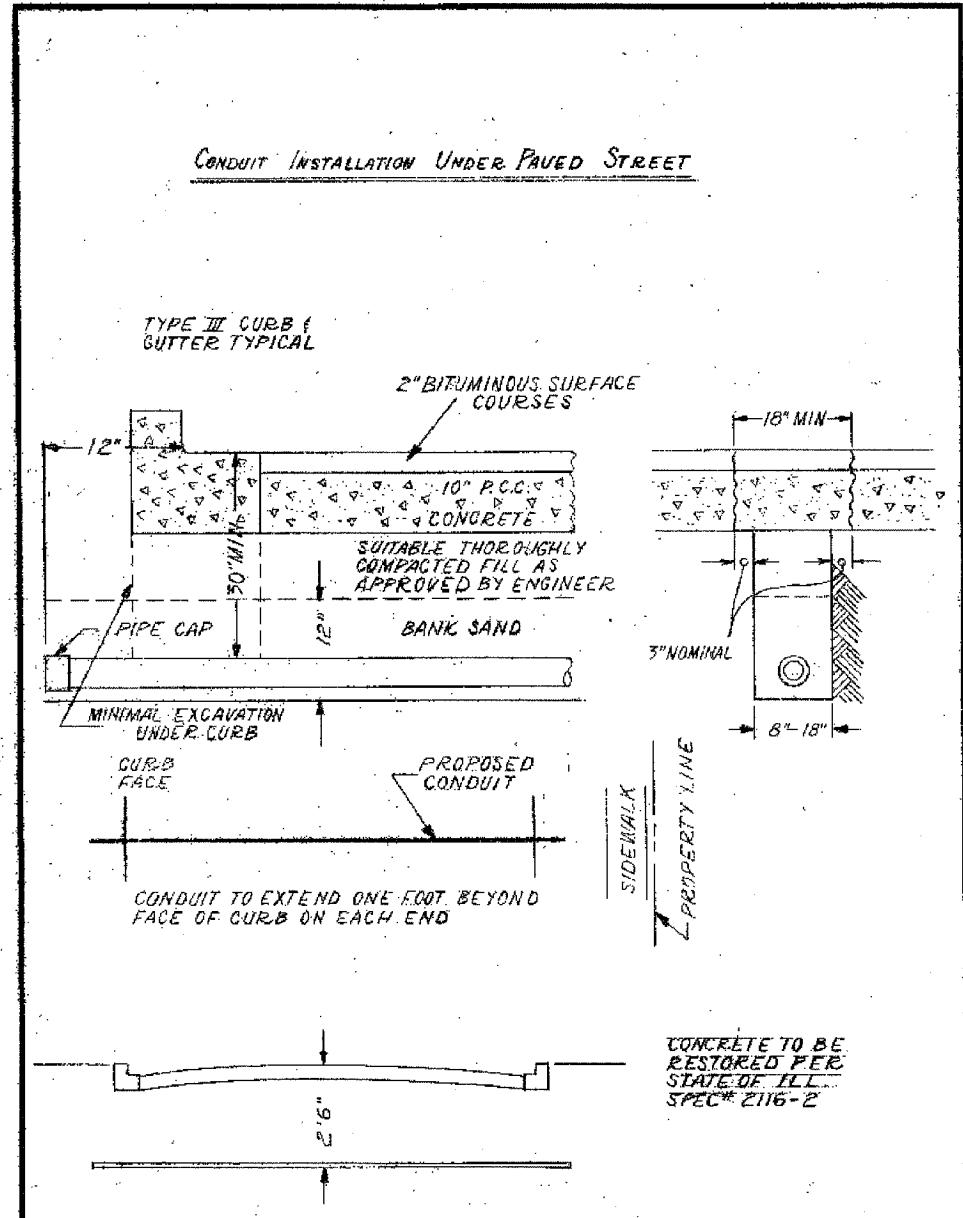 CONDUIT INSTALLATION UNDER PAVED STREET
TYPE III CURB &
GUTTER TYPICAL
2" BITUMINOUS SURFACE
COURSES
12"
18" MIN
10" P.C.C.
CONCRETE
30" MIN.
SUITABLE THOROUGHLY
COMPACTED FILL AS
APPROVED BY ENGINEER
12"
PIPE CAP
BANK SAND
3" NOMINAL
MINIMAL EXCAVATION
UNDER CURB
8"-18"
CURB
FACE
PROPOSED
CONDUIT
SIDEWALK
PROPERTY LINE
CONDUIT TO EXTEND ONE FOOT BEYOND
FACE OF CURB ON EACH END
2'6"
CONCRETE TO BE
RESTORED PER
STATE OF ILL.
SPEC# 2116-2